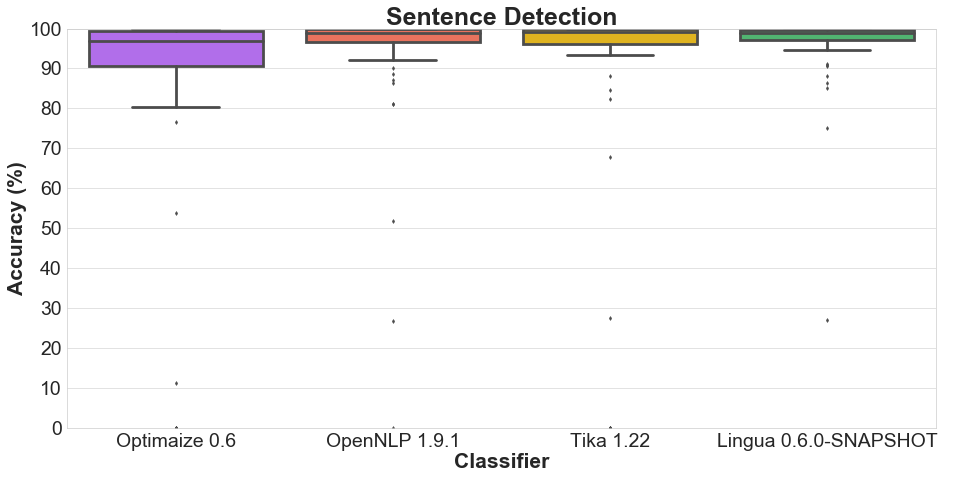 Sentence Detection
100
90
80
70
60
50
40
30
20
10
0
Accuracy (%)
Optimaize 0.6 OpenNLP 1.9.1 Tika 1.22 Lingua 0.6.0-SNAPSHOT
Classifier